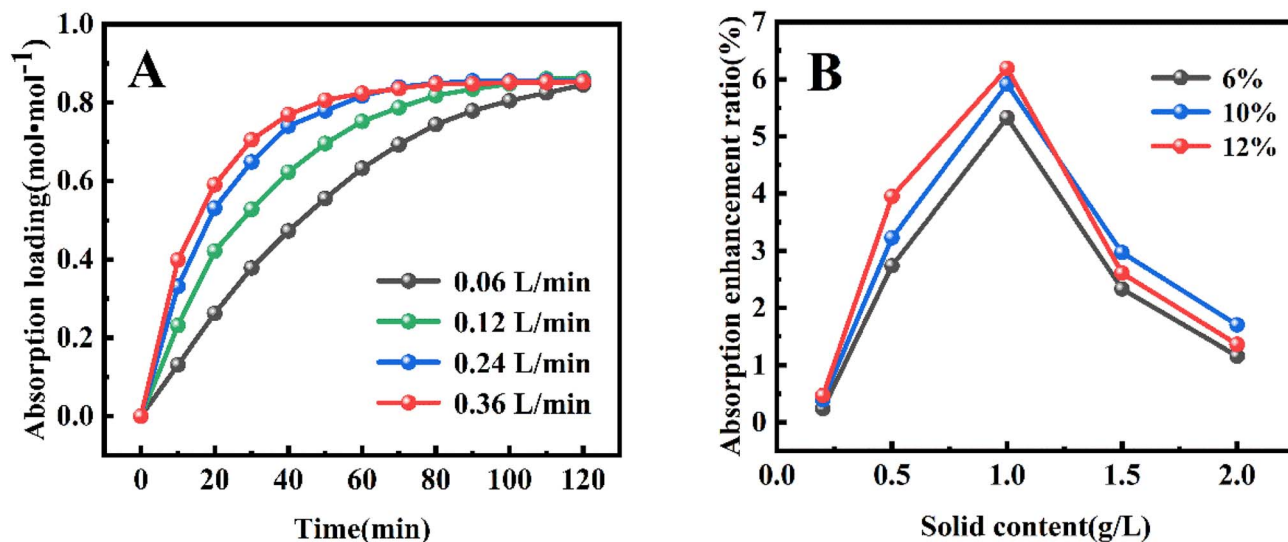 A
Absorption loading(mol•mol⁻¹)
1.0
0.8
0.6
0.4
0.2
0.0
0.06 L/min
0.12 L/min
0.24 L/min
0.36 L/min
0 20 40 60 80 100 120
Time(min)
B
Absorption enhancement ratio(%)
7
6
5
4
3
2
1
0
6%
10%
12%
0.0 0.5 1.0 1.5 2.0
Solid content(g/L)